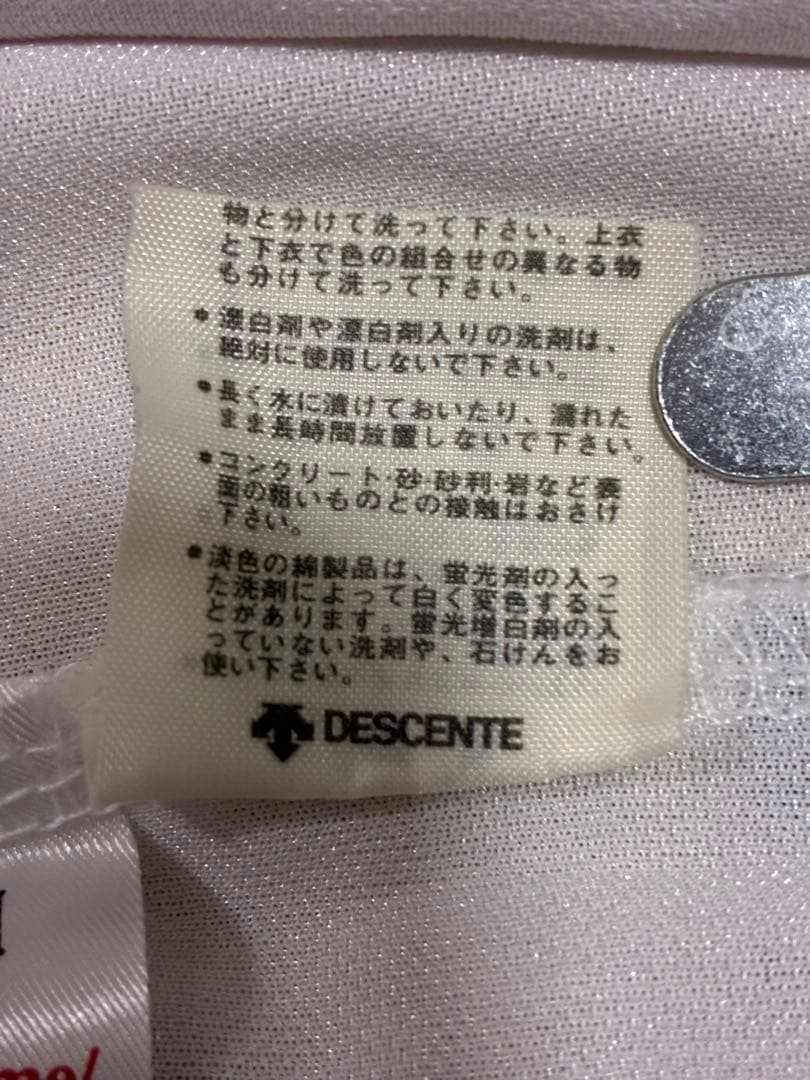 物と分けて洗って下さい。上衣
と下衣で色の組合せの異なる物
も分けて洗って下さい。
•漂白剤や漂白剤入りの洗剤は、
絶対に使用しないで下さい。
•長く水に漬けておいたり、濡れた
まま長時間放置しないで下さい。
•コンクリート·砂·砂利·岩など表
面の粗いものとの接触はおさけ
下さい。
•淡色の綿製品は、蛍光剤の入っ
た洗剤によって白く変色するこ
とがあります。蛍光増白剤の入
っていない洗剤や、石けんをお
使い下さい。
DESCENTE